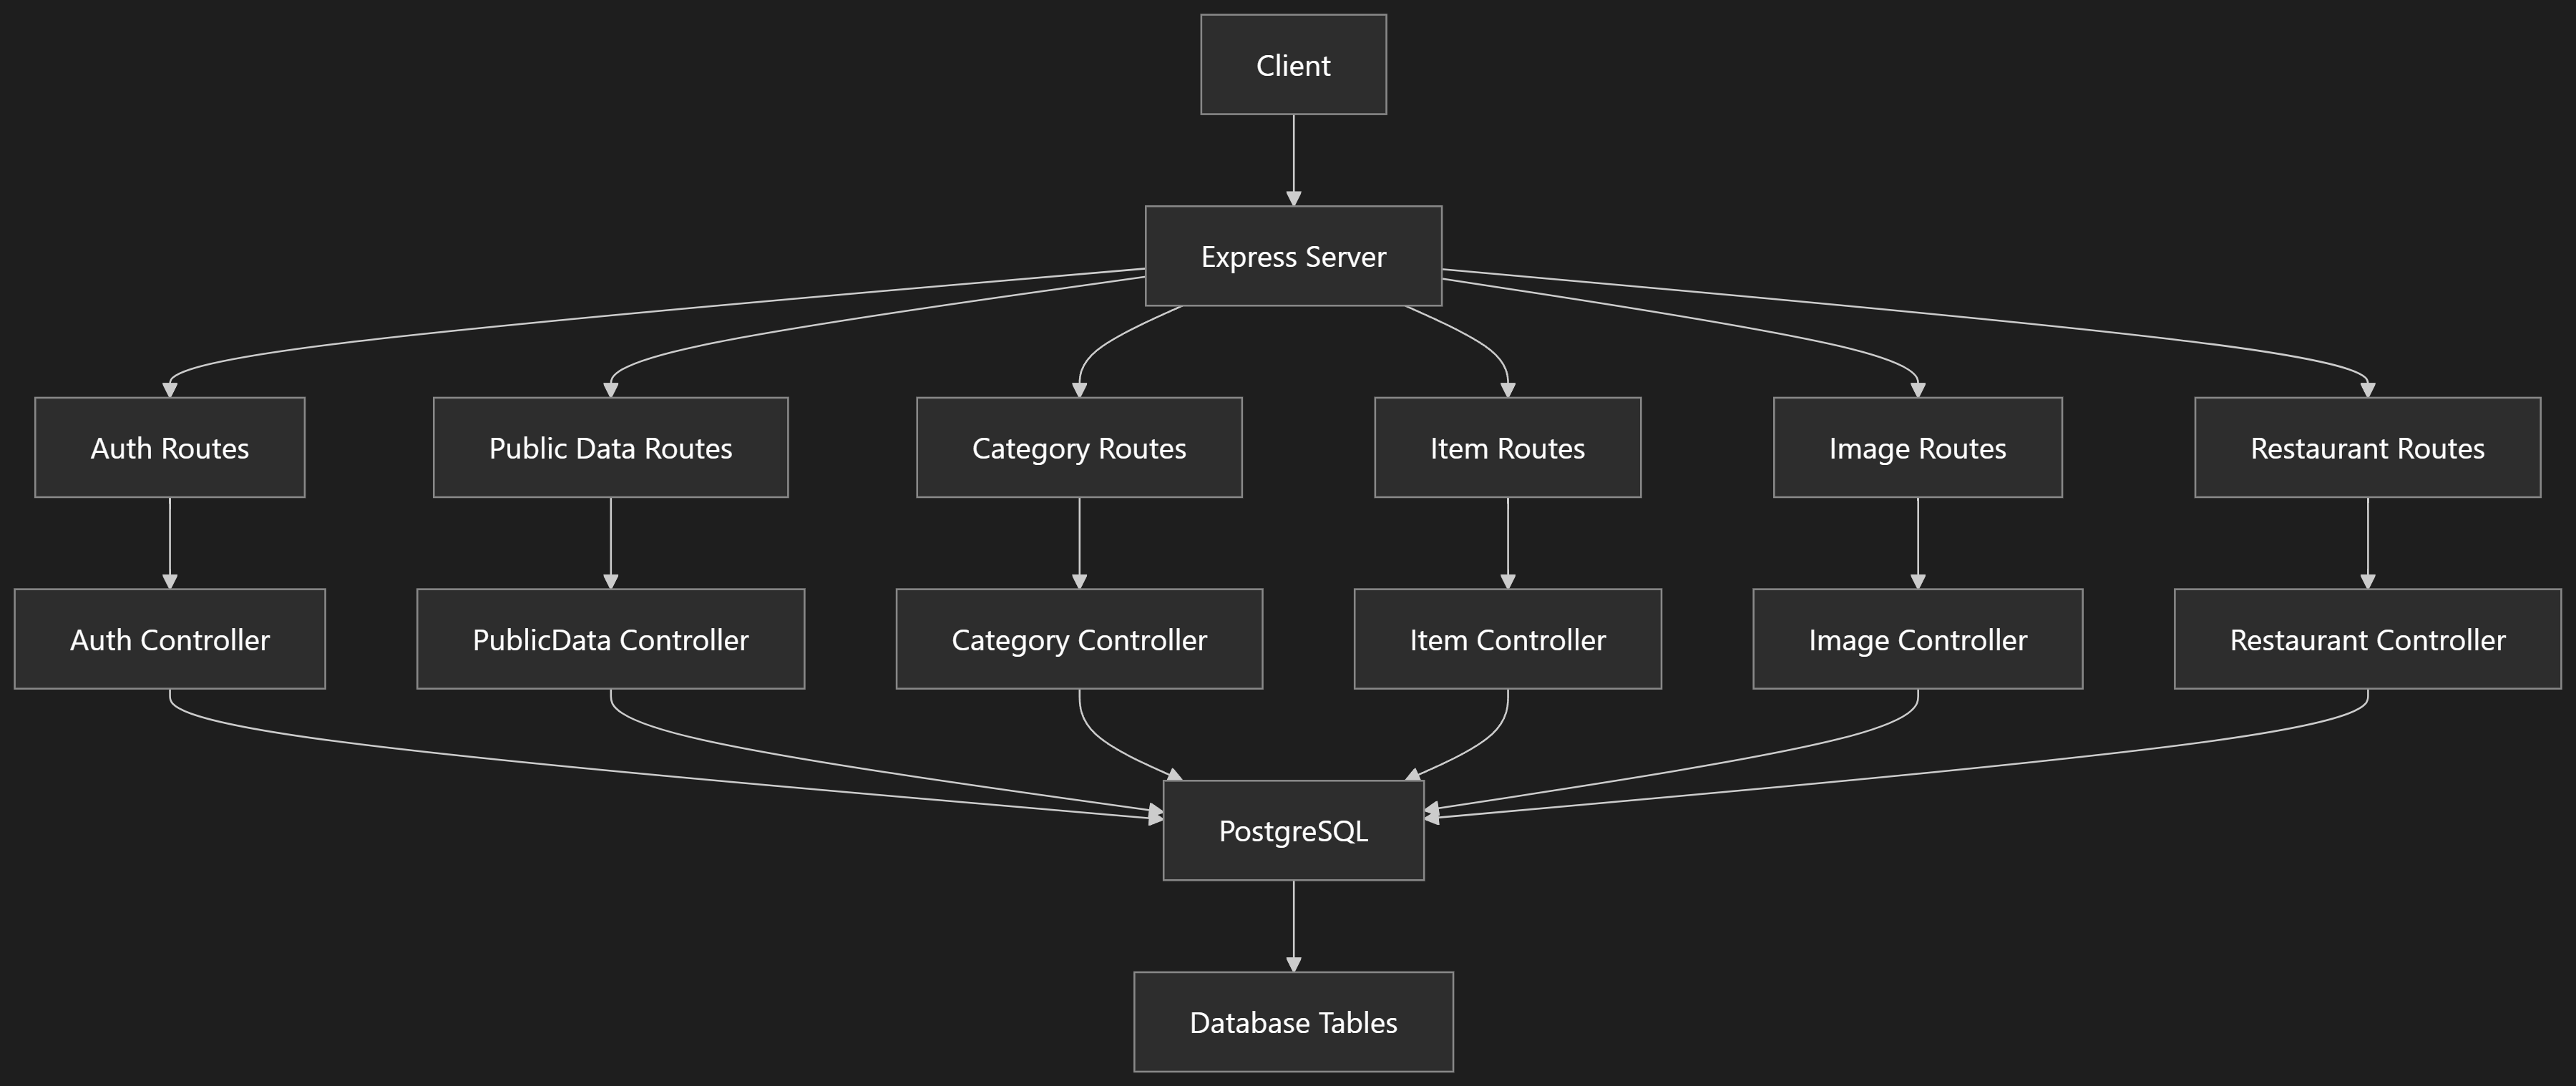 Client
Express Server
Auth Routes
Public Data Routes
Category Routes
Item Routes
Image Routes
Restaurant Routes
Auth Controller
PublicData Controller
Category Controller
Item Controller
Image Controller
Restaurant Controller
PostgreSQL
Database Tables